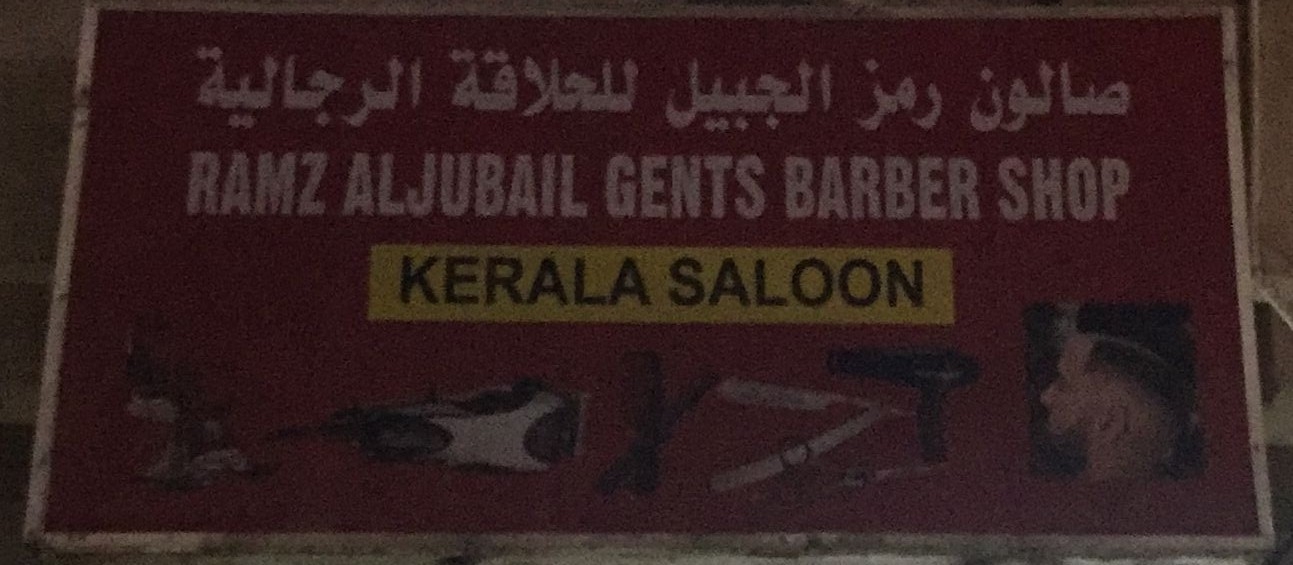 صالون رمز الجبيل للحلاقة الرجالية
RAMZ ALJUBAIL GENTS BARBER SHOP
KERALA SALOON